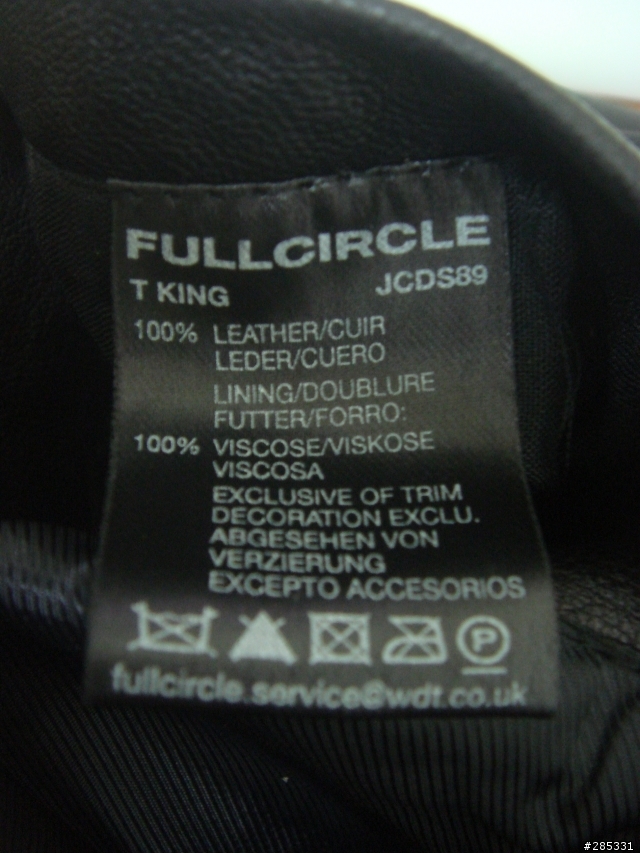 FULLCIRCLE
T KING JCDS89
100% LEATHER/CUIR
LEDER/CUERO
LINING/DOUBLURE
FUTTER/FORRO:
100% VISCOSE/VISKOSE
VISCOSA
EXCLUSIVE OF TRIM
DECORATION EXCLU.
ABGESEHEN VON
VERZIERUNG
EXCEPTO ACCESORIOS
P
fullcircle.service@wdt.co.uk
#285331